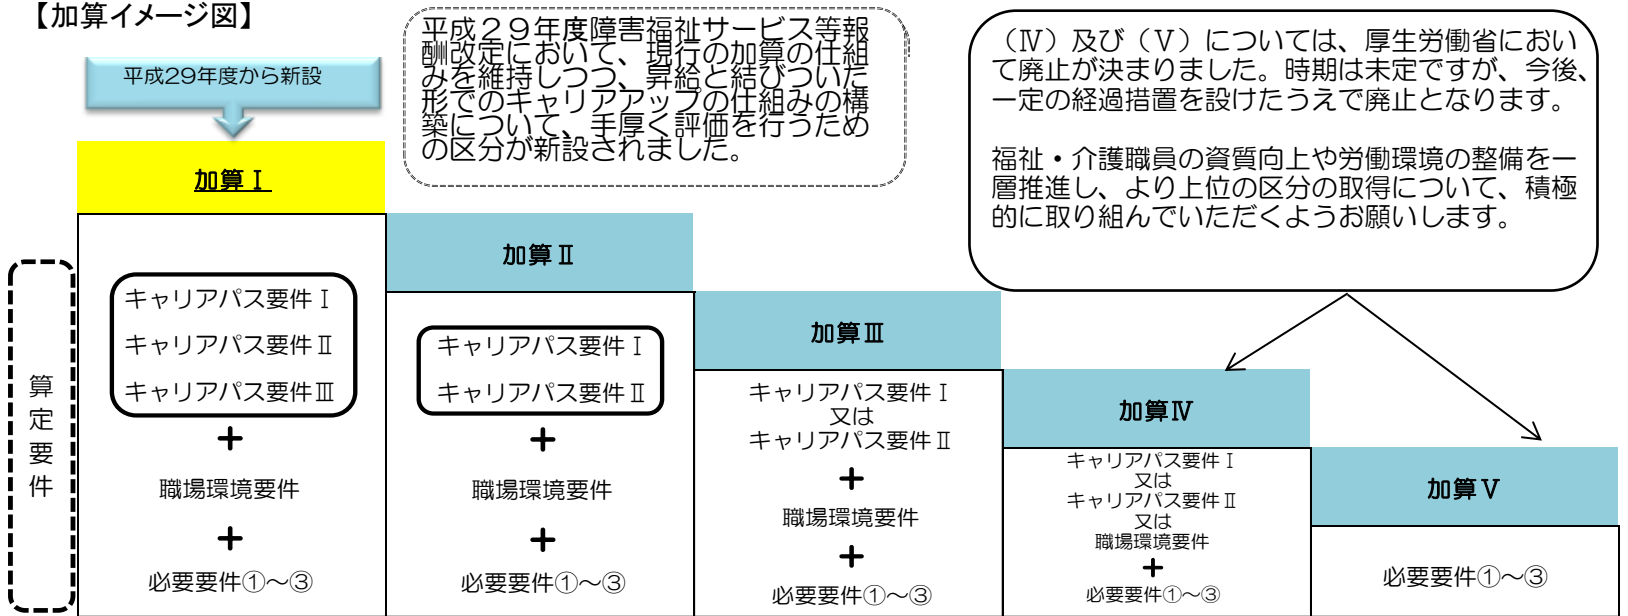 【加算イメージ図】
平成29年度から新設
平成２９年度障害福祉サービス等報
酬改定において、現行の加算の仕組
みを維持しつつ、昇給と結びついた
形でのキャリアアップの仕組みの構
築について、手厚く評価を行うため
の区分が新設されました。
（Ⅳ）及び（Ⅴ）については、厚生労働省におい
て廃止が決まりました。時期は未定ですが、今後、
一定の経過措置を設けたうえで廃止となります。
福祉・介護職員の資質向上や労働環境の整備を一
層推進し、より上位の区分の取得について、積極
的に取り組んでいただくようお願いします。
算定要件
加算Ⅰ
キャリアパス要件Ⅰ
キャリアパス要件Ⅱ
キャリアパス要件Ⅲ
＋
職場環境要件
＋
必要要件①～③
加算Ⅱ
キャリアパス要件Ⅰ
キャリアパス要件Ⅱ
＋
職場環境要件
＋
必要要件①～③
加算Ⅲ
キャリアパス要件Ⅰ
又は
キャリアパス要件Ⅱ
＋
職場環境要件
＋
必要要件①～③
加算Ⅳ
キャリアパス要件Ⅰ
又は
キャリアパス要件Ⅱ
又は
職場環境要件
＋
必要要件①～③
加算Ⅴ
必要要件①～③